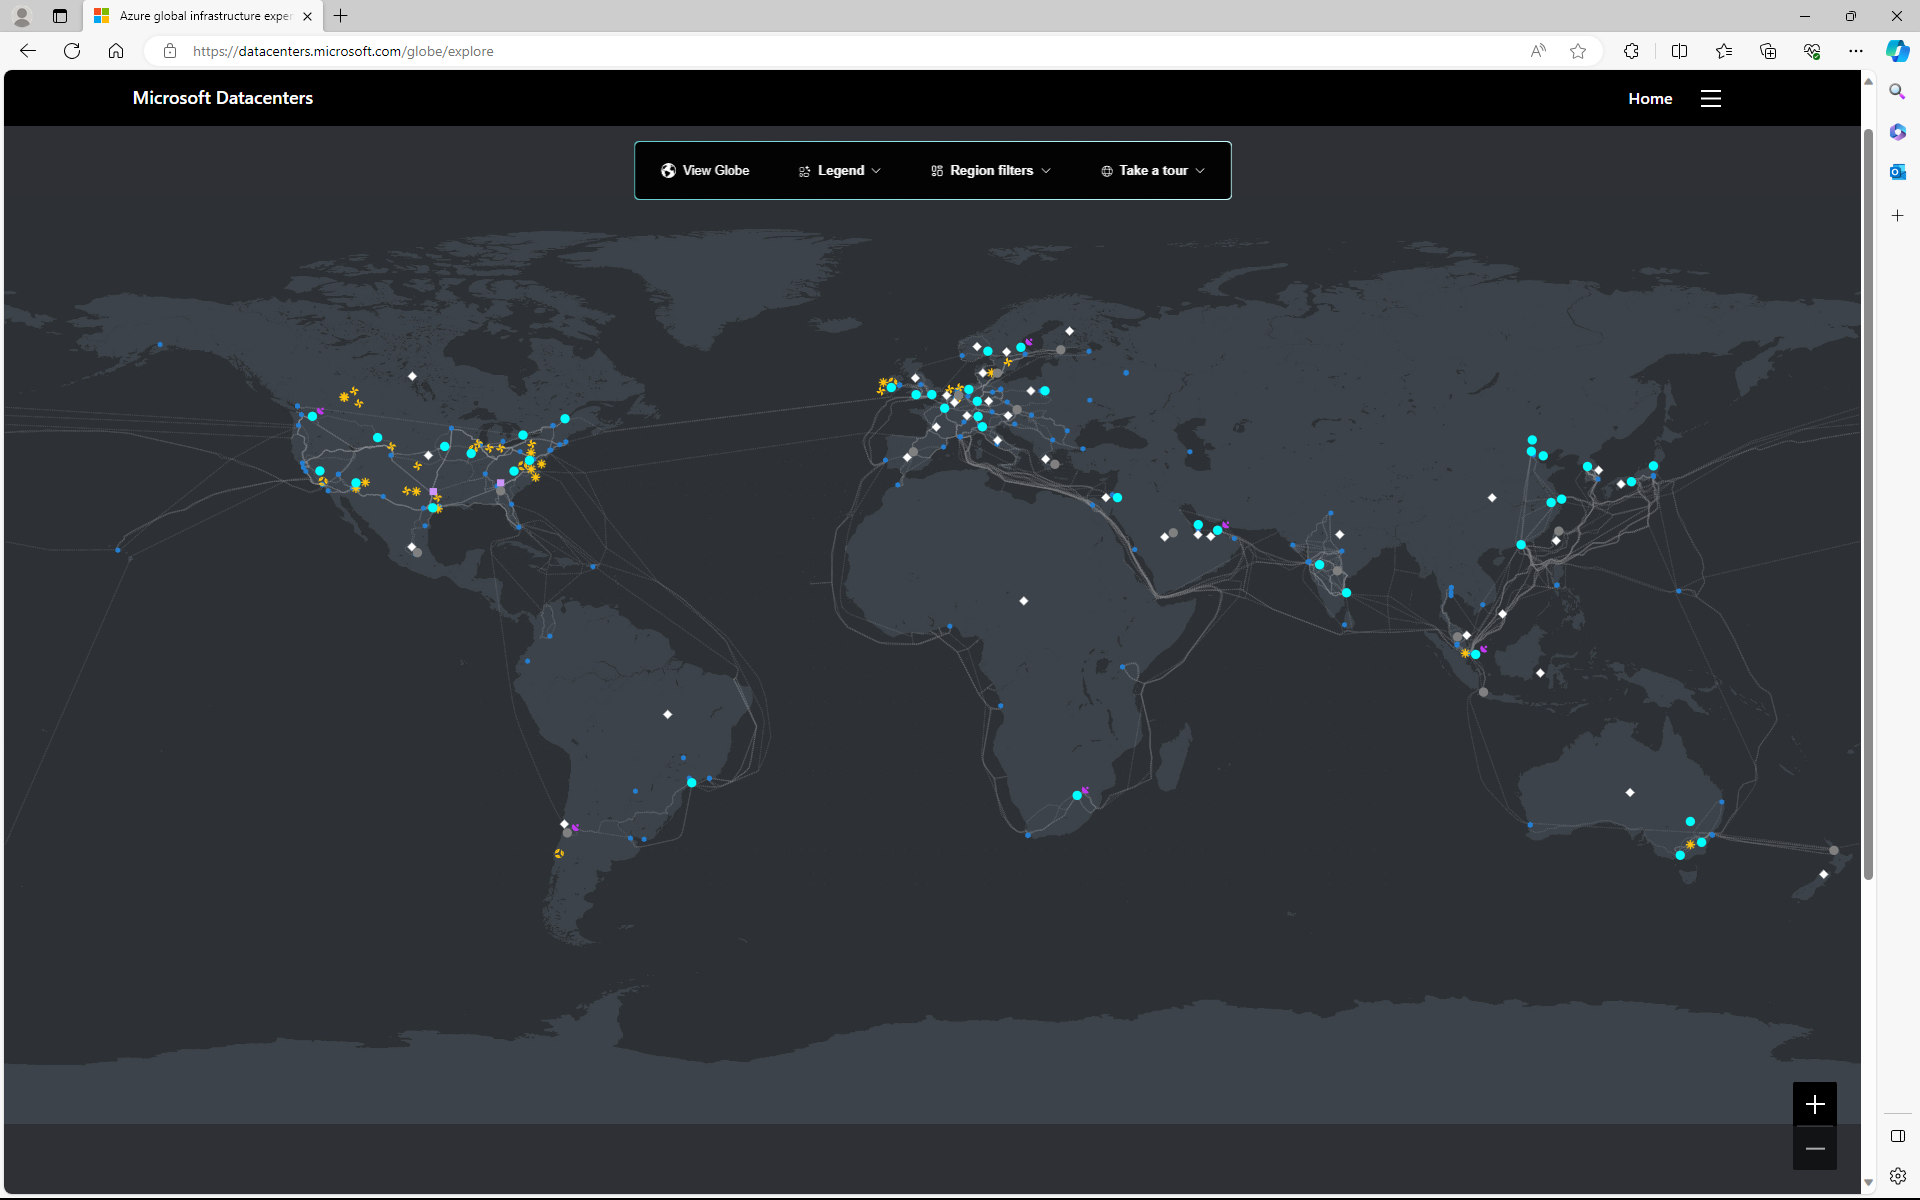 Azure global infrastructure exper
https://datacenters.microsoft.com/globe/explore
Microsoft Datacenters
Home
View Globe
Legend
Region filters
Take a tour